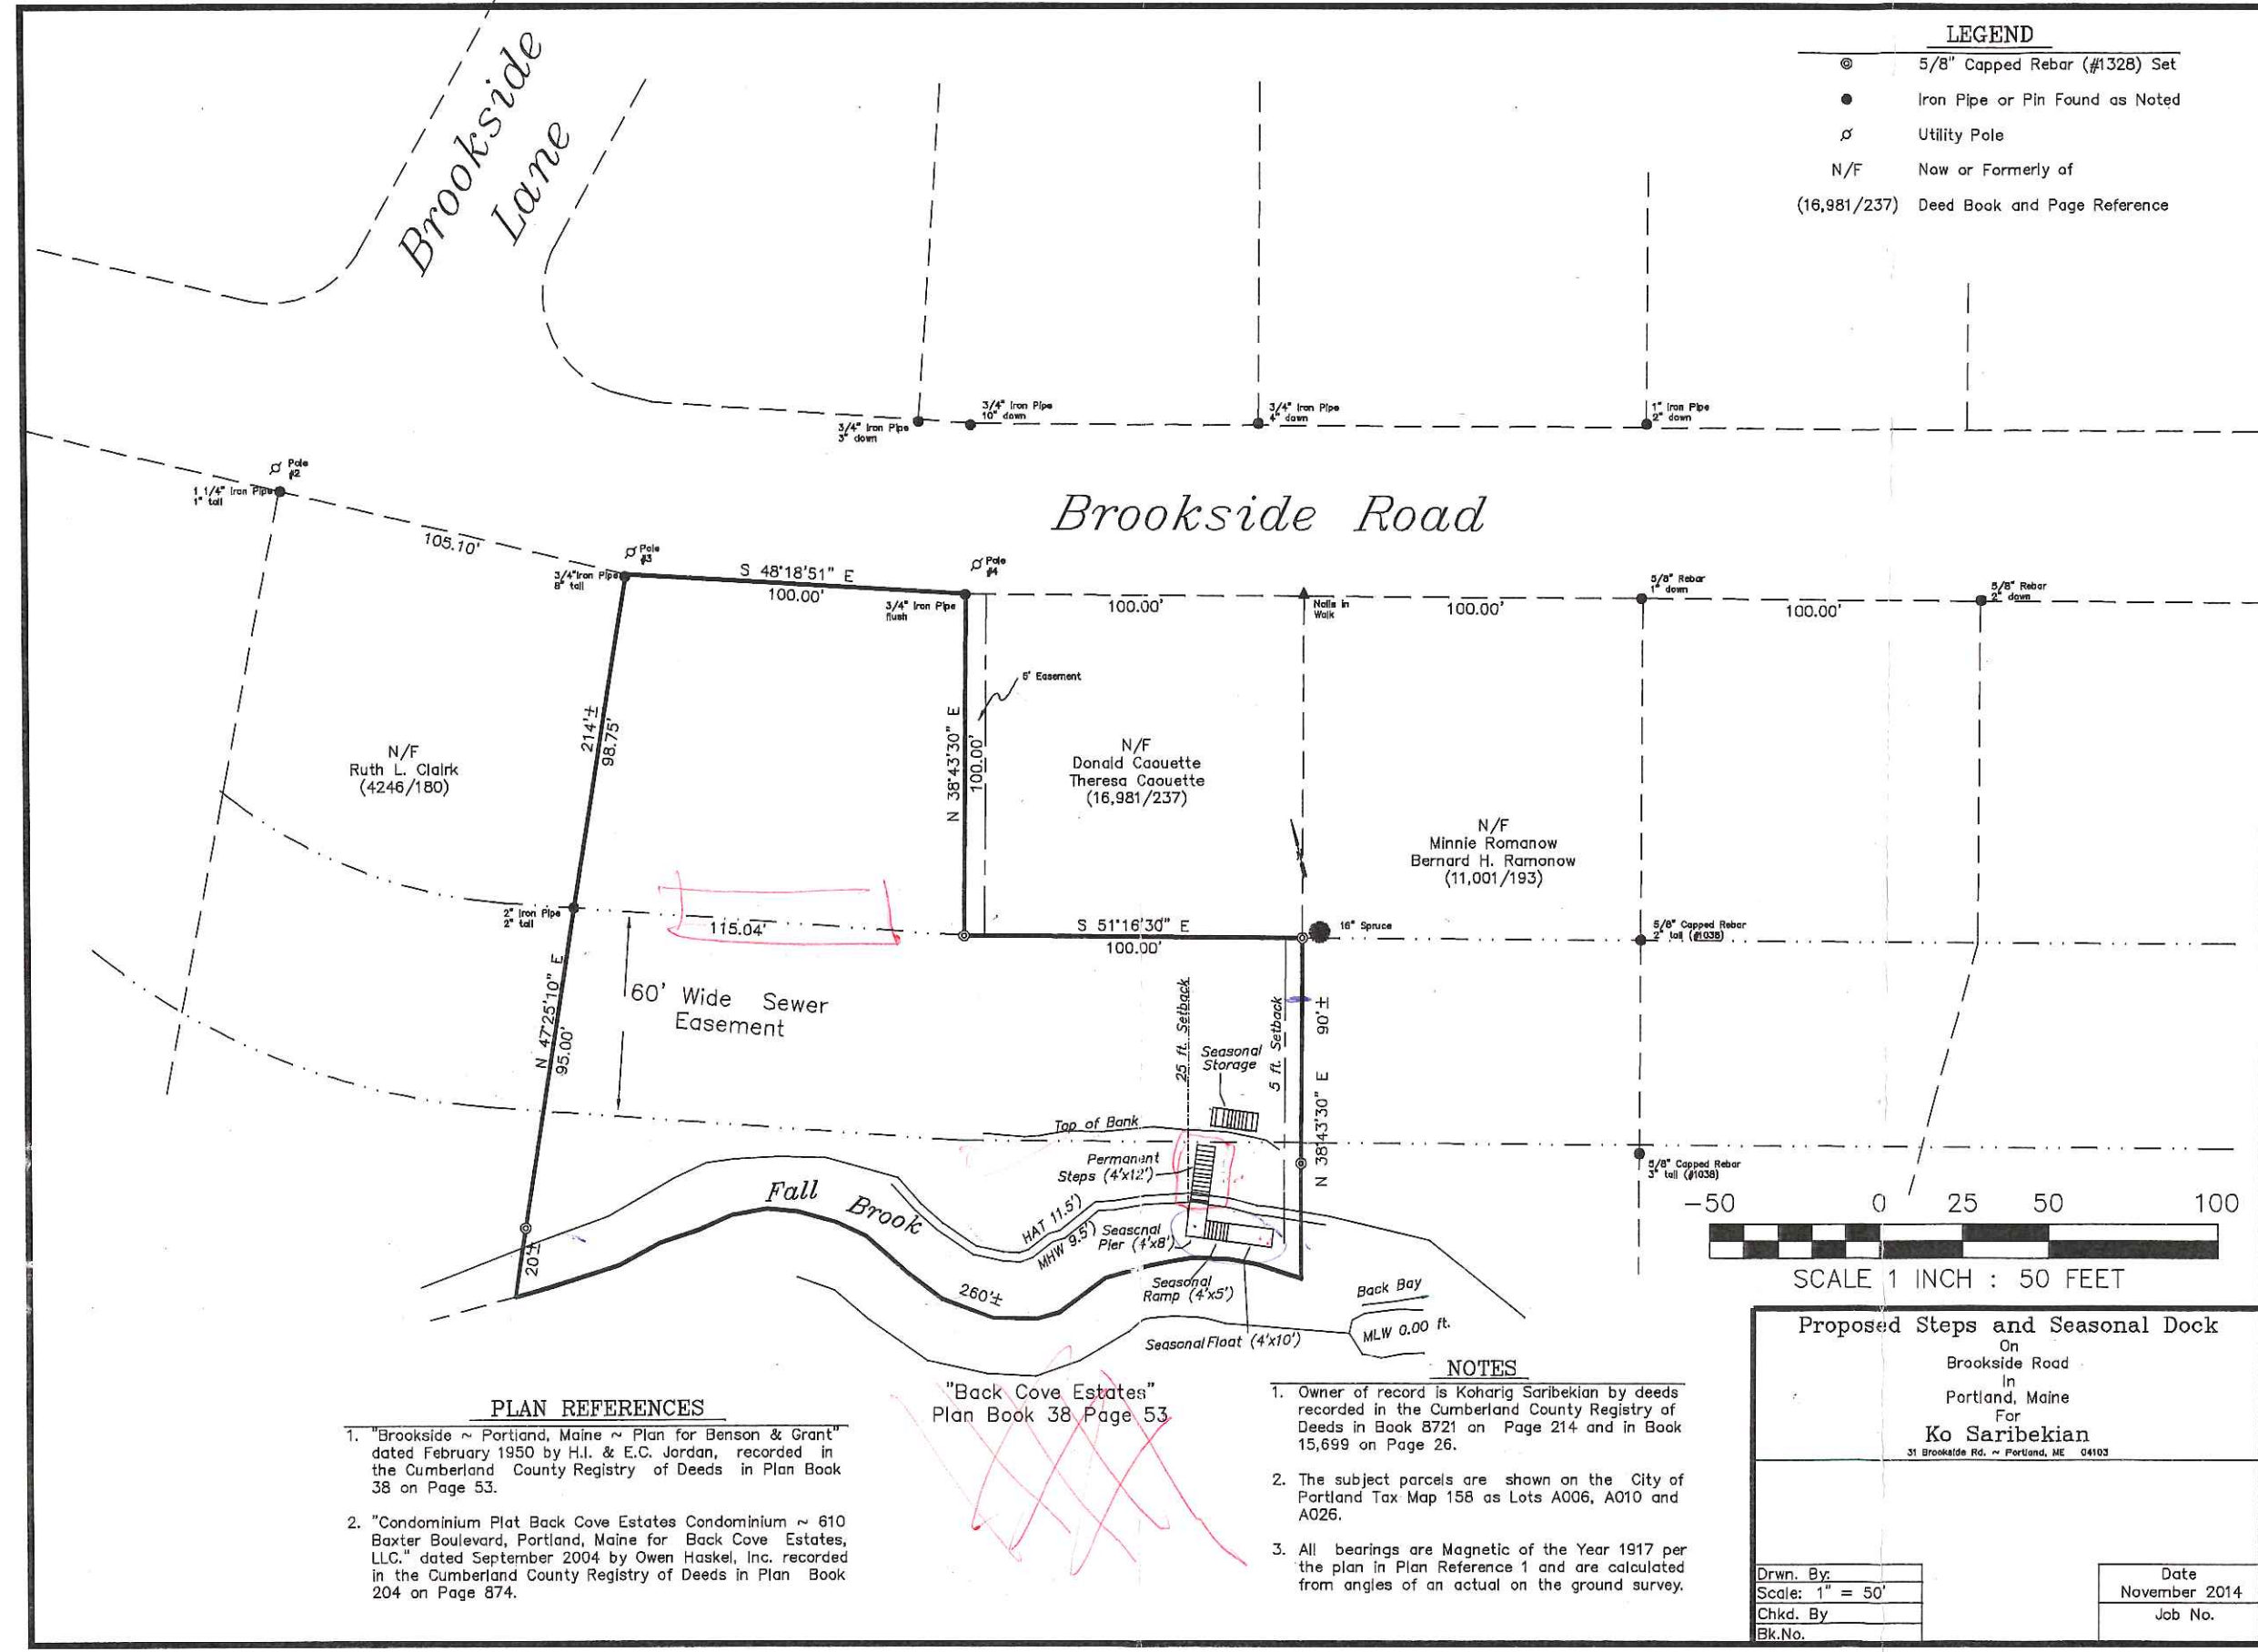 LEGEND
5/8" Capped Rebar (#1328) Set
Iron Pipe or Pin Found as Noted
Utility Pole
N/F Now or Formerly of
(16,981/237) Deed Book and Page Reference
Brookside
Lane
3/4" Iron Pipe
3" down
3/4" Iron Pipe
10" down
3/4" Iron Pipe
4" down
1" Iron Pipe
2" down
Pole
#2
1 1/4" Iron Pipe
1" tall
105.10'
Brookside Road
Pole
#3
3/4"Iron Pipe
8" tall
S 48°18'51" E
100.00'
Pole
#4
3/4" Iron Pipe
flush
100.00'
Nails in
Walk
100.00'
5/8" Rebar
1" down
100.00'
5/8" Rebar
2" down
5' Easement
214'±
98.75'
N 38°43'30" E
100.00'
N/F
Ruth L. Clairk
(4246/180)
N/F
Donald Caouette
Theresa Caouette
(16,981/237)
N/F
Minnie Romanow
Bernard H. Ramonow
(11,001/193)
2" Iron Pipe
2" tall
115.04'
S 51°16'30" E
100.00'
16" Spruce
5/8" Capped Rebar
2" tall (#1038)
N 47°25'10" E
95.00'
60' Wide Sewer
Easement
25 ft. Setback
5 ft. Setback
N 38°43'30" E 90'±
Seasonal
Storage
Top of Bank
Permanent
Steps (4'x12')
5/8" Capped Rebar
3" tall (#1038)
Fall
Brook
HAT 11.5')
MHW 9.5')
Seasonal
Pier (4'x8')
20'±
260'±
Seasonal
Ramp (4'x5')
Seasonal Float (4'x10')
Back Bay
MLW 0.00 ft.
-50 0 25 50 100
SCALE 1 INCH : 50 FEET
"Back Cove Estates"
Plan Book 38 Page 53
PLAN REFERENCES
1. "Brookside ~ Portland, Maine ~ Plan for Benson & Grant"
dated February 1950 by H.I. & E.C. Jordan, recorded in
the Cumberland County Registry of Deeds in Plan Book
38 on Page 53.
2. "Condominium Plat Back Cove Estates Condominium ~ 610
Baxter Boulevard, Portland, Maine for Back Cove Estates,
LLC." dated September 2004 by Owen Haskel, Inc. recorded
in the Cumberland County Registry of Deeds in Plan Book
204 on Page 874.
NOTES
1. Owner of record is Koharig Saribekian by deeds
recorded in the Cumberland County Registry of
Deeds in Book 8721 on Page 214 and in Book
15,699 on Page 26.
2. The subject parcels are shown on the City of
Portland Tax Map 158 as Lots A006, A010 and
A026.
3. All bearings are Magnetic of the Year 1917 per
the plan in Plan Reference 1 and are calculated
from angles of an actual on the ground survey.
Proposed Steps and Seasonal Dock
On
Brookside Road
In
Portland, Maine
For
Ko Saribekian
31 Brookside Rd. ~ Portland, ME 04103
Drwn. By:
Scale: 1" = 50'
Chkd. By
Bk.No.
Date
November 2014
Job No.